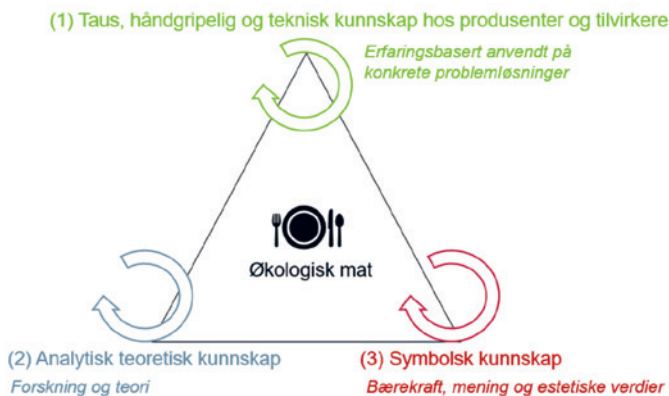 (1) Taus, håndgripelig og teknisk kunnskap hos produsenter og tilvirkere
Erfaringsbasert anvendt på
konkrete problemløsninger
Økologisk mat
(2) Analytisk teoretisk kunnskap
Forskning og teori
(3) Symbolsk kunnskap
Bærekraft, mening og estetiske verdier